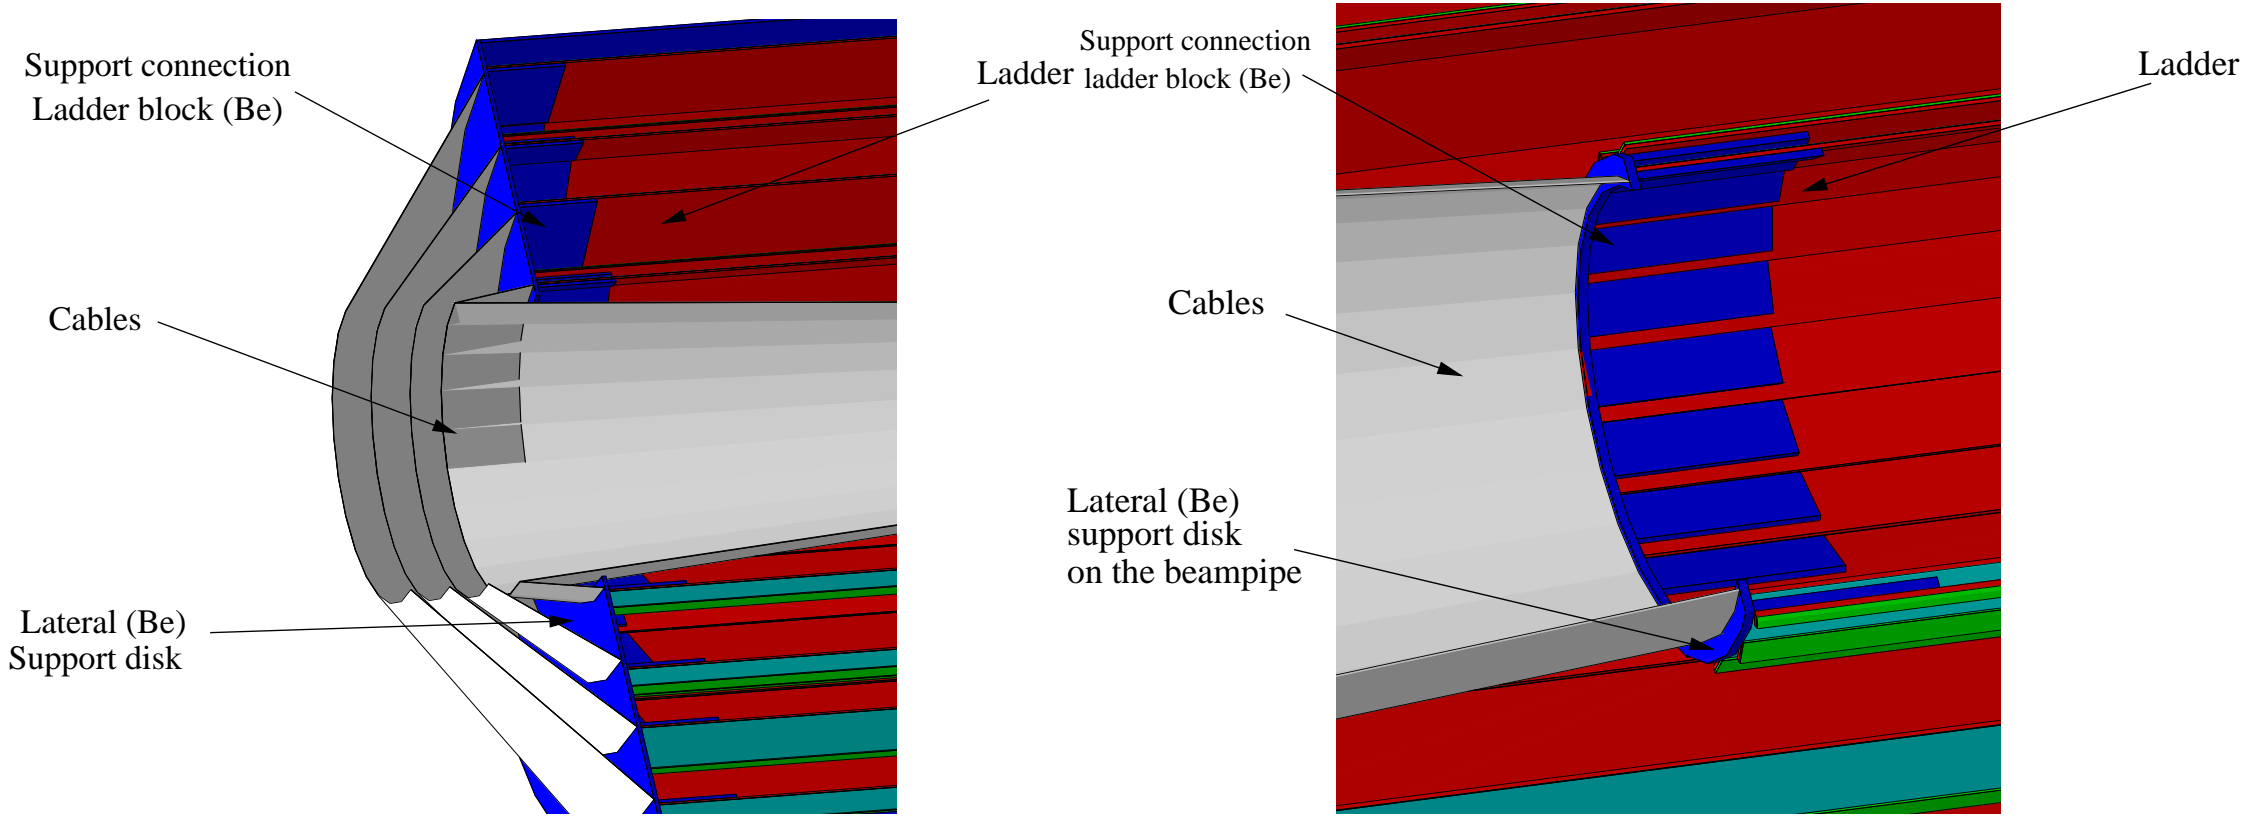 Support connection
Ladder block (Be)
Ladder
Cables
Lateral (Be)
Support disk
Support connection
ladder block (Be)
Ladder
Cables
Lateral (Be)
support disk
on the beampipe